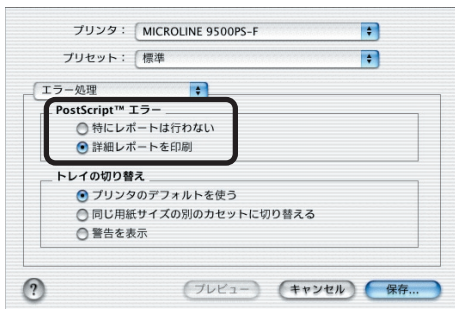 プリンタ： MICROLINE 9500PS-F
プリセット： 標準
エラー処理
PostScript™ エラー
特にレポートは行わない
詳細レポートを印刷
トレイの切り替え
プリンタのデフォルトを使う
同じ用紙サイズの別のカセットに切り替える
警告を表示
? プレビュー キャンセル 保存...